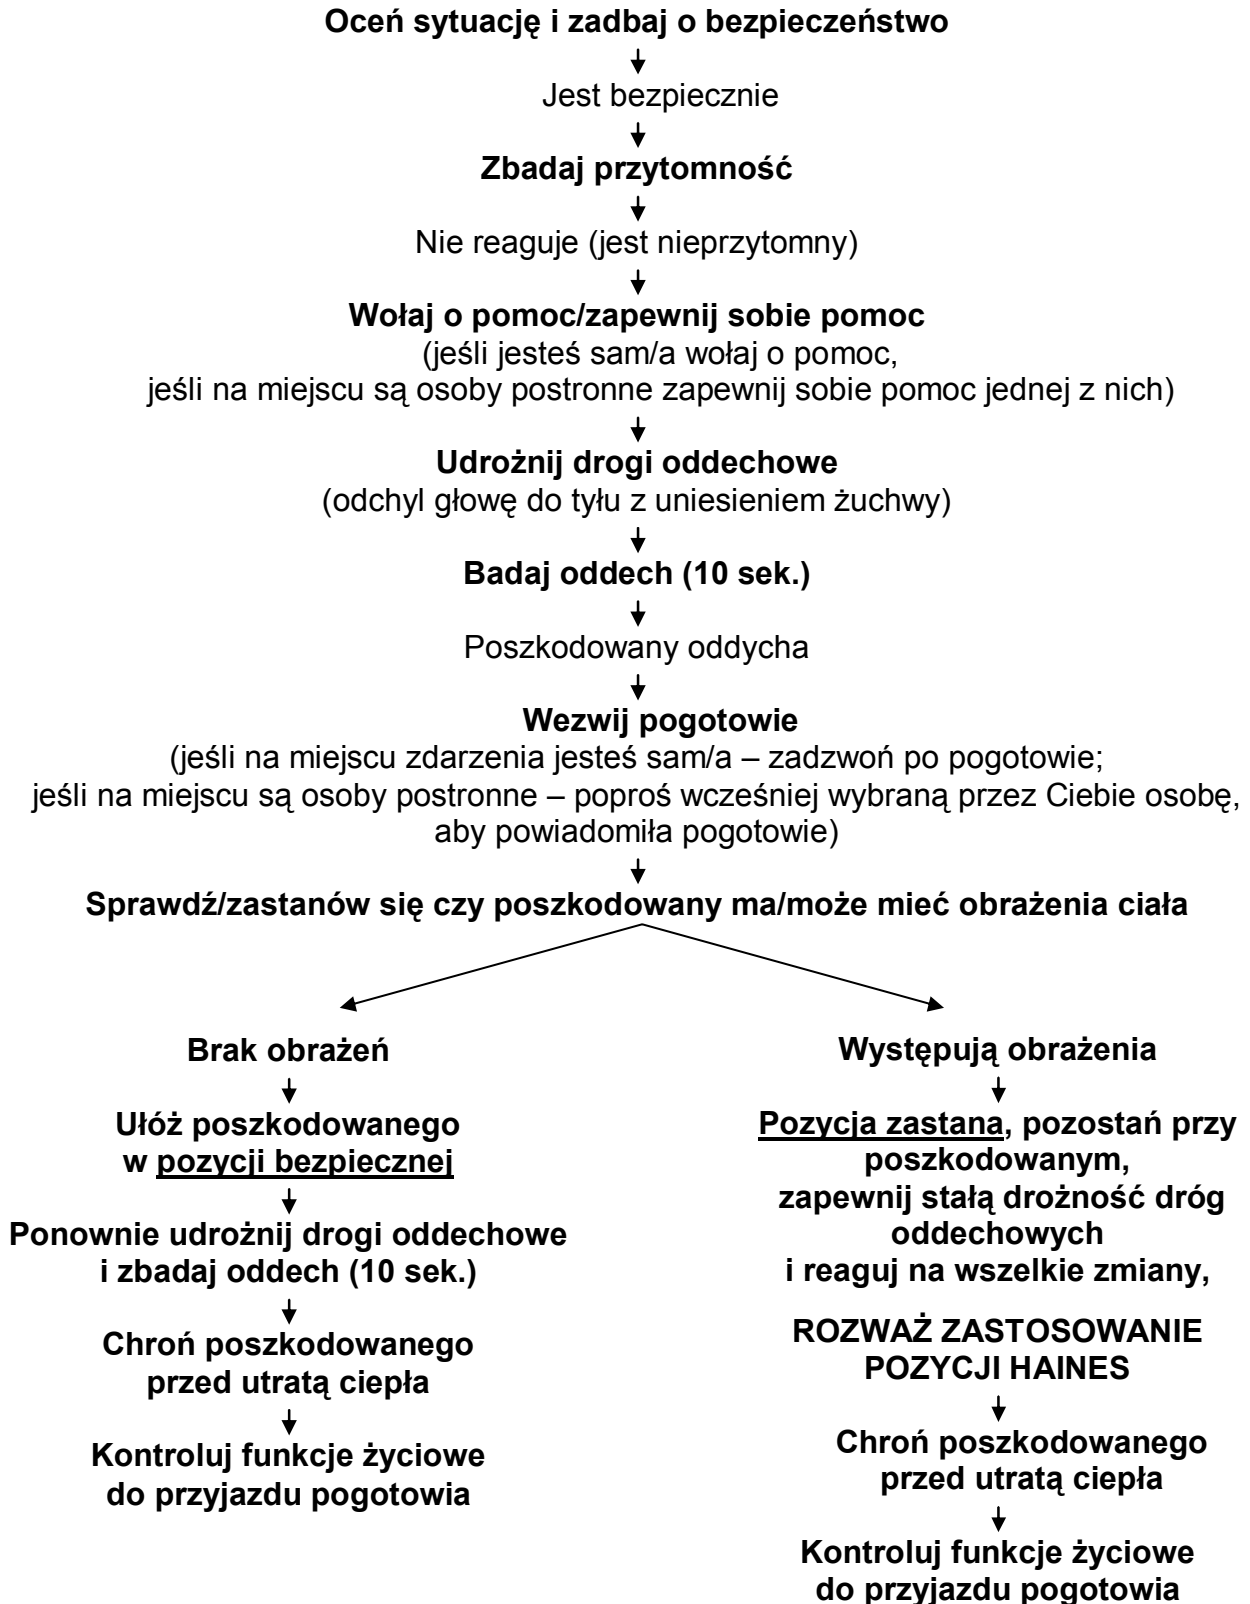 Oceń sytuację i zadbaj o bezpieczeństwo
Jest bezpiecznie
Zbadaj przytomność
Nie reaguje (jest nieprzytomny)
Wołaj o pomoc/zapewnij sobie pomoc
(jeśli jesteś sam/a wołaj o pomoc,
jeśli na miejscu są osoby postronne zapewnij sobie pomoc jednej z nich)
Udrożnij drogi oddechowe
(odchyl głowę do tyłu z uniesieniem żuchwy)
Badaj oddech (10 sek.)
Poszkodowany oddycha
Wezwij pogotowie
(jeśli na miejscu zdarzenia jesteś sam/a – zadzwoń po pogotowie;
jeśli na miejscu są osoby postronne – poproś wcześniej wybraną przez Ciebie osobę,
aby powiadomiła pogotowie)
Sprawdź/zastanów się czy poszkodowany ma/może mieć obrażenia ciała
Brak obrażeń
Ułóż poszkodowanego
w pozycji bezpiecznej
Ponownie udrożnij drogi oddechowe
i zbadaj oddech (10 sek.)
Chroń poszkodowanego
przed utratą ciepła
Kontroluj funkcje życiowe
do przyjazdu pogotowia
Występują obrażenia
Pozycja zastana, pozostań przy
poszkodowanym,
zapewnij stałą drożność dróg
oddechowych
i reaguj na wszelkie zmiany,
ROZWAŻ ZASTOSOWANIE
POZYCJI HAINES
Chroń poszkodowanego
przed utratą ciepła
Kontroluj funkcje życiowe
do przyjazdu pogotowia